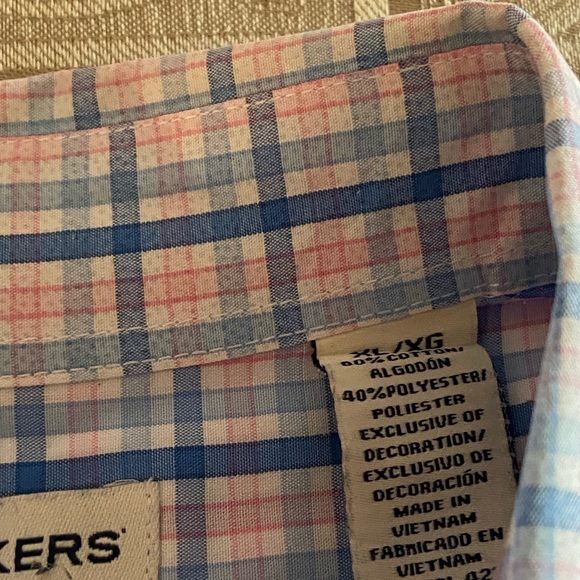 XL/XG
60% COTTON/
ALGODÓN
40%POLYESTER/
POLIESTER
EXCLUSIVE OF
DECORATION/
EXCLUSIVO DE
DECORACIÓN
MADE IN
VIETNAM
FABRICADO EN
VIETNAM
KERS